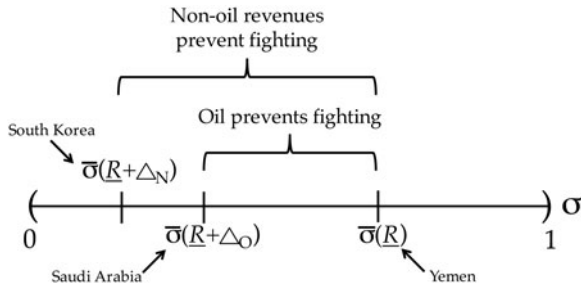 Non-oil revenues
prevent fighting
Oil prevents fighting
South Korea
σ̅(R̲+△N)
( ) σ
0 σ̅(R̲+△O) σ̅(R̲) 1
Saudi Arabia Yemen